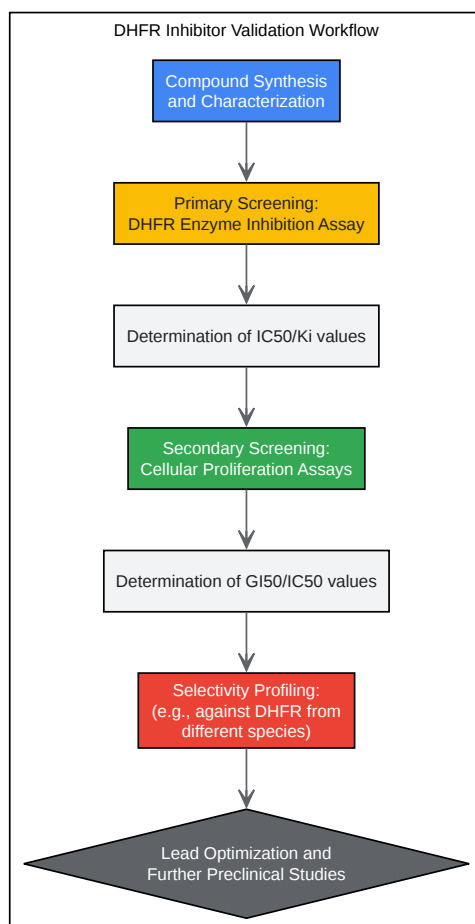 DHFR Inhibitor Validation Workflow
Compound Synthesis
and Characterization
Primary Screening:
DHFR Enzyme Inhibition Assay
Determination of IC50/Ki values
Secondary Screening:
Cellular Proliferation Assays
Determination of GI50/IC50 values
Selectivity Profiling:
(e.g., against DHFR from
different species)
Lead Optimization and
Further Preclinical Studies